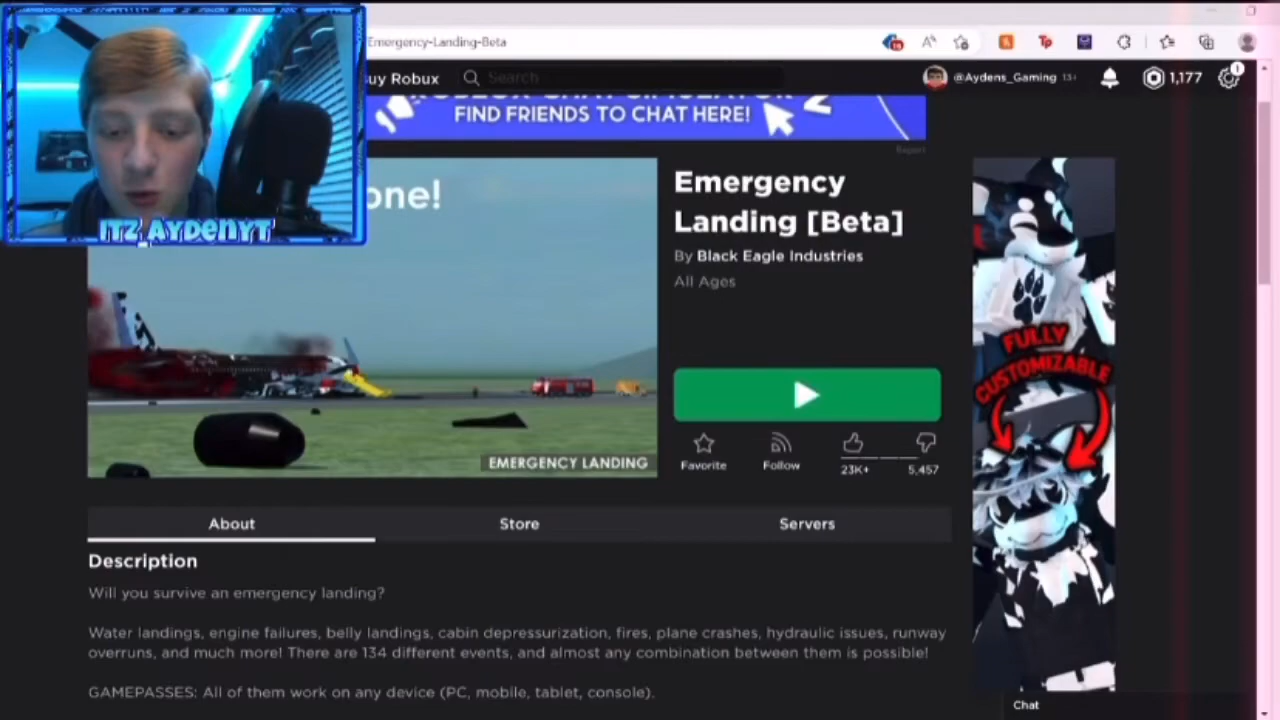 Emergency-Landing-Beta
uy Robux
Search
@Aydens_Gaming 13+
1,177
1
FIND FRIENDS TO CHAT HERE!
Report
one!
Emergency
Landing [Beta]
By Black Eagle Industries
All Ages
ITZ_AYDENYT
EMERGENCY LANDING
Favorite
Follow
23K+
5,457
FULLY
CUSTOMIZABLE
About
Store
Servers
Description
Will you survive an emergency landing?
Water landings, engine failures, belly landings, cabin depressurization, fires, plane crashes, hydraulic issues, runway
overruns, and much more! There are 134 different events, and almost any combination between them is possible!
GAMEPASSES: All of them work on any device (PC, mobile, tablet, console).
Chat